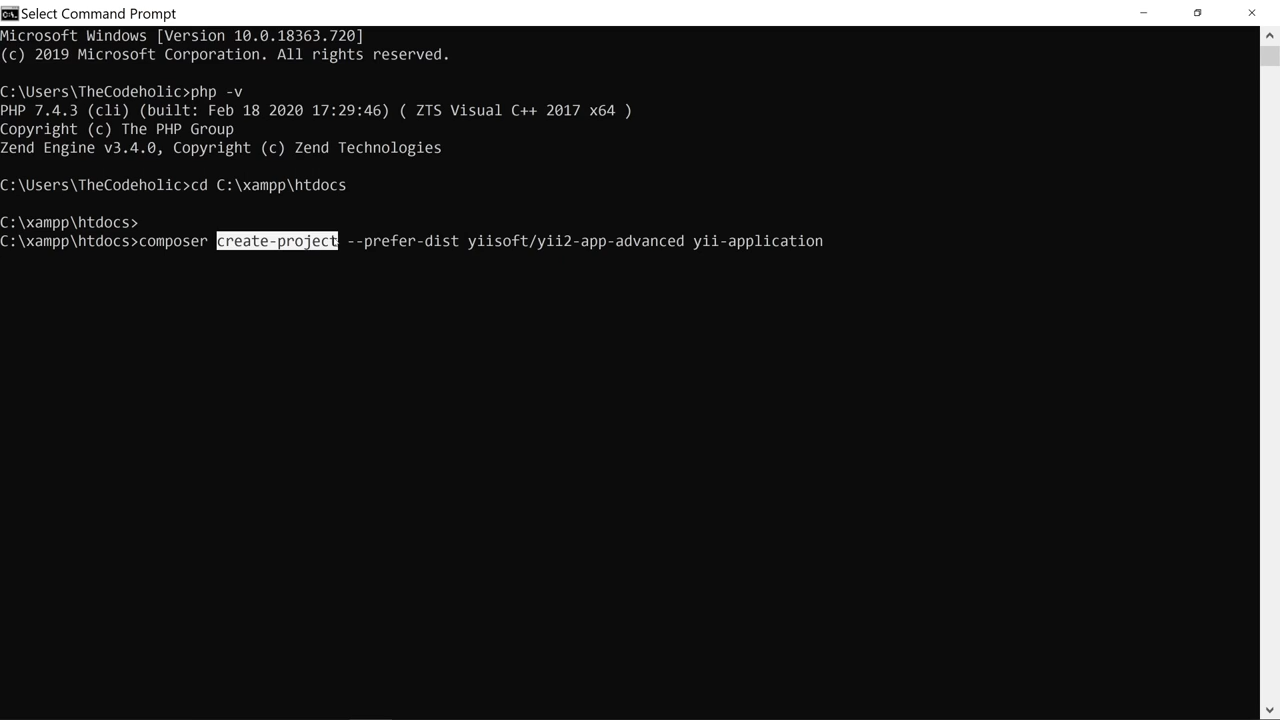 Select Command Prompt
Microsoft Windows [Version 10.0.18363.720]
(c) 2019 Microsoft Corporation. All rights reserved.
C:\Users\TheCodeholic>php -v
PHP 7.4.3 (cli) (built: Feb 18 2020 17:29:46) ( ZTS Visual C++ 2017 x64 )
Copyright (c) The PHP Group
Zend Engine v3.4.0, Copyright (c) Zend Technologies
C:\Users\TheCodeholic>cd C:\xampp\htdocs
C:\xampp\htdocs>
C:\xampp\htdocs>composer create-project --prefer-dist yiisoft/yii2-app-advanced yii-application